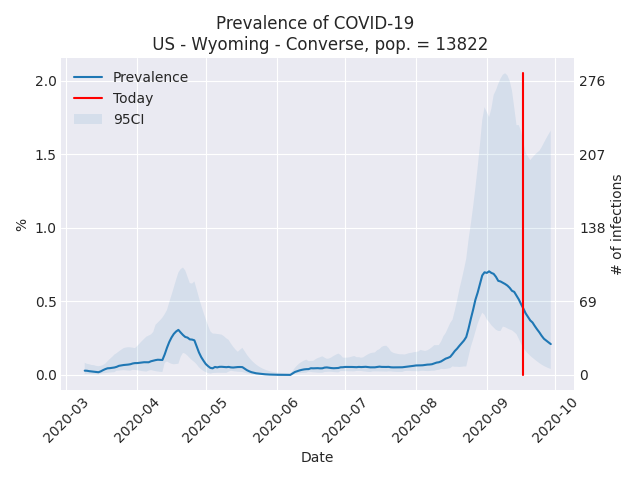 Prevalence of COVID-19
US - Wyoming - Converse, pop. = 13822
Prevalence
Today
95CI
2.0
1.5
1.0
0.5
0.0
%
276
207
138
69
0
# of infections
2020-03
2020-04
2020-05
2020-06
2020-07
2020-08
2020-09
2020-10
Date